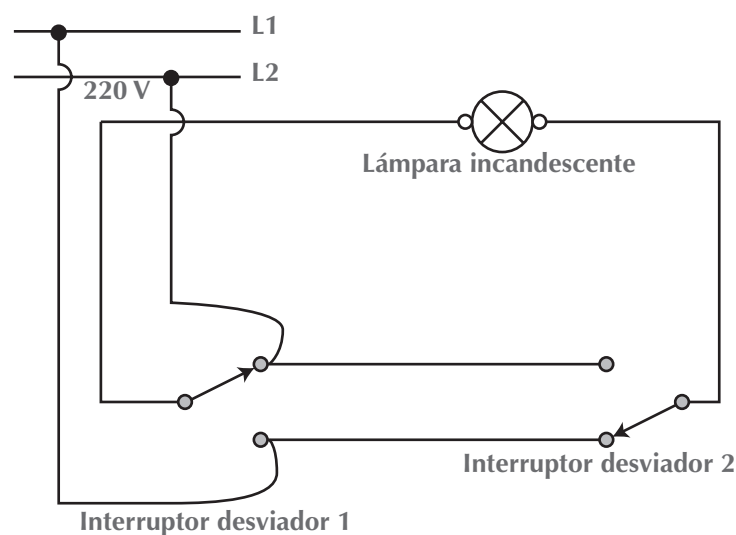 L1
L2
220 V
Lámpara incandescente
Interruptor desviador 2
Interruptor desviador 1